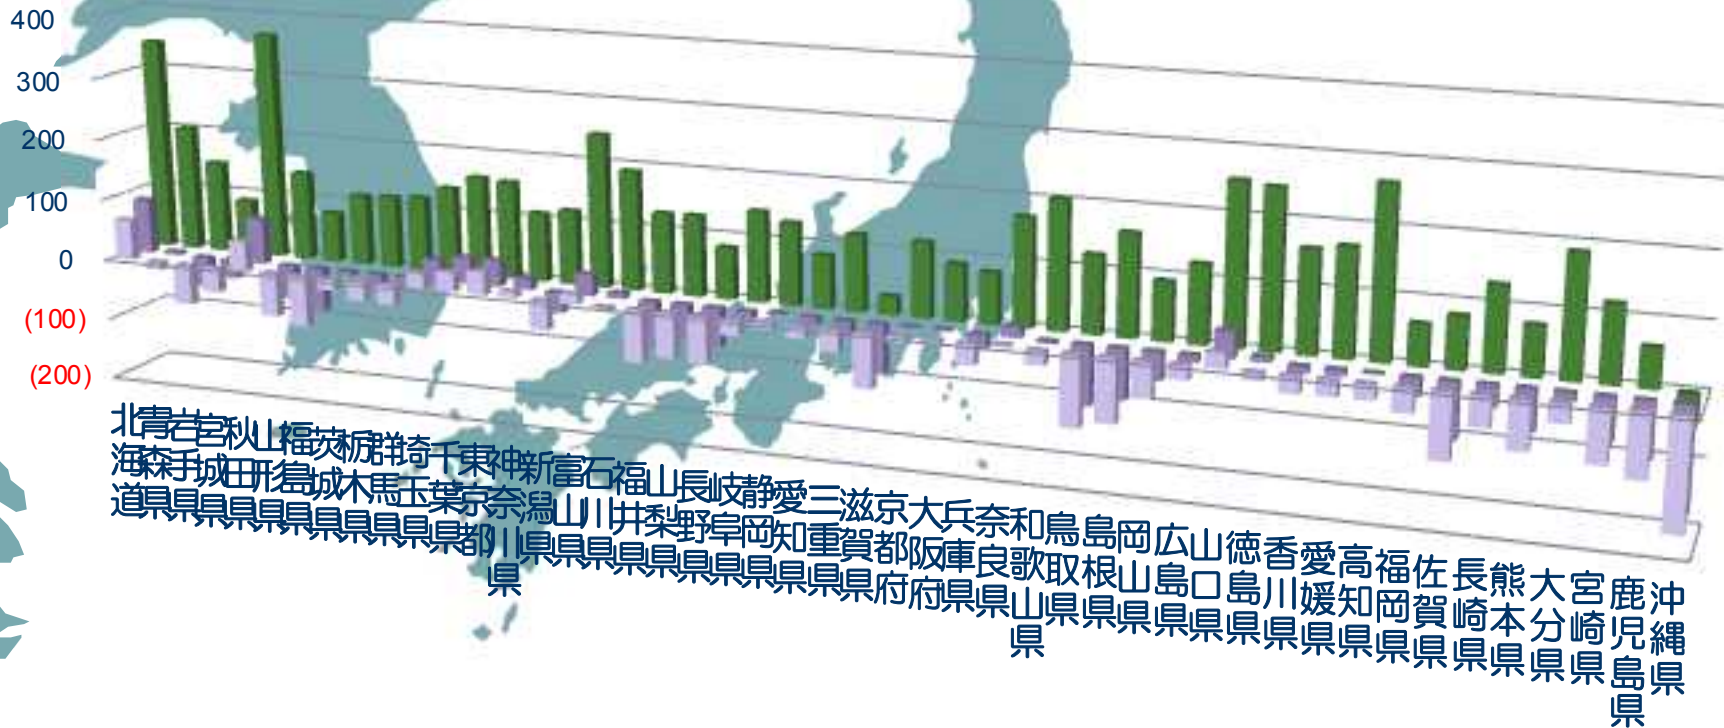 400
300
200
100
0
(100)
(200)
北海道
青森県
岩手県
宮城県
秋田県
山形県
福島県
茨城県
栃木県
群馬県
埼玉県
千葉県
東京都
神奈川県
新潟県
富山県
石川県
福井県
山梨県
長野県
岐阜県
静岡県
愛知県
三重県
滋賀県
京都府
大阪府
兵庫県
奈良県
和歌山県
鳥取県
島根県
岡山県
広島県
山口県
徳島県
香川県
愛媛県
高知県
福岡県
佐賀県
長崎県
熊本県
大分県
宮崎県
鹿児島県
沖縄県